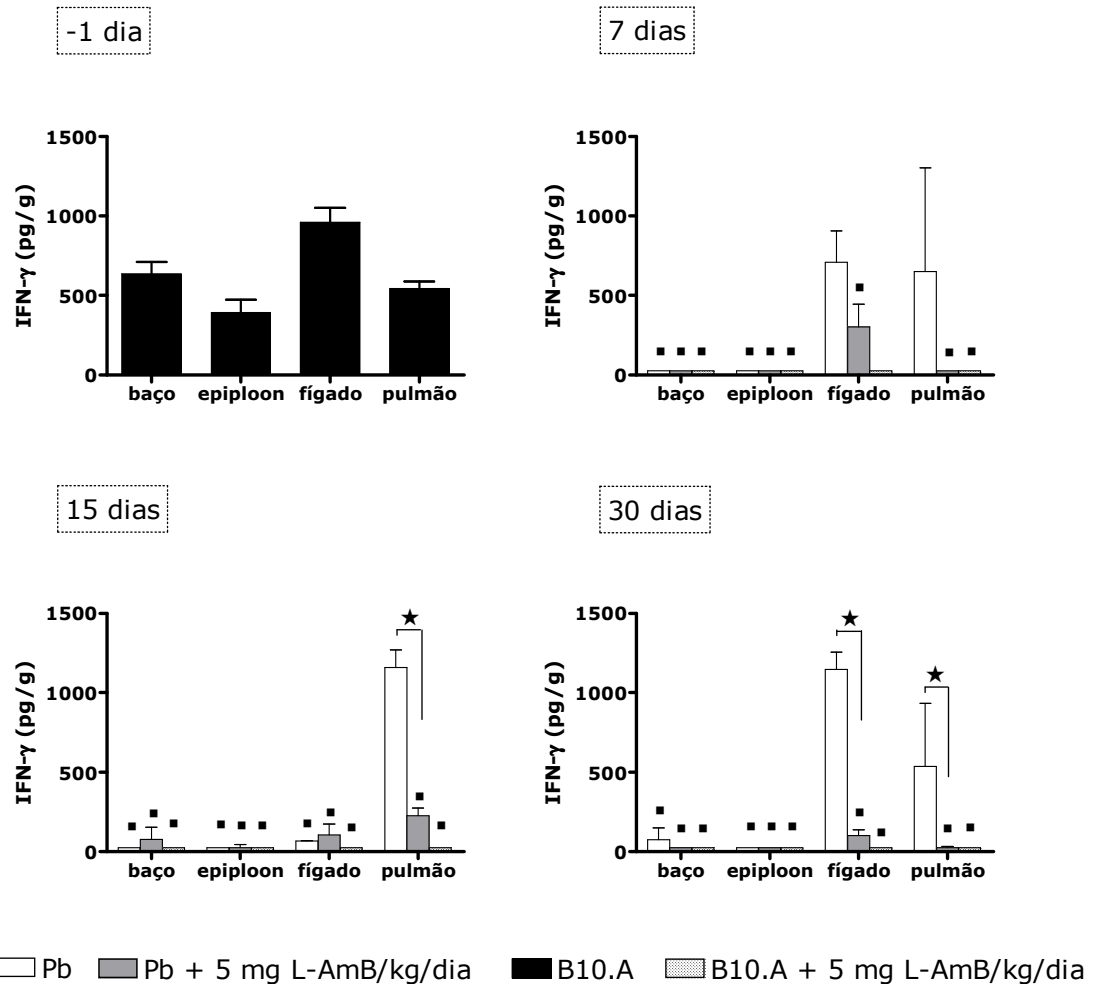 -1 dia
1500
1000
500
0
IFN-γ (pg/g)
baço epiploon fígado pulmão
7 dias
1500
1000
500
0
IFN-γ (pg/g)
baço epiploon fígado pulmão
15 dias
1500
1000
500
0
IFN-γ (pg/g)
baço epiploon fígado pulmão
30 dias
1500
1000
500
0
IFN-γ (pg/g)
baço epiploon fígado pulmão
Pb Pb + 5 mg L-AmB/kg/dia B10.A B10.A + 5 mg L-AmB/kg/dia